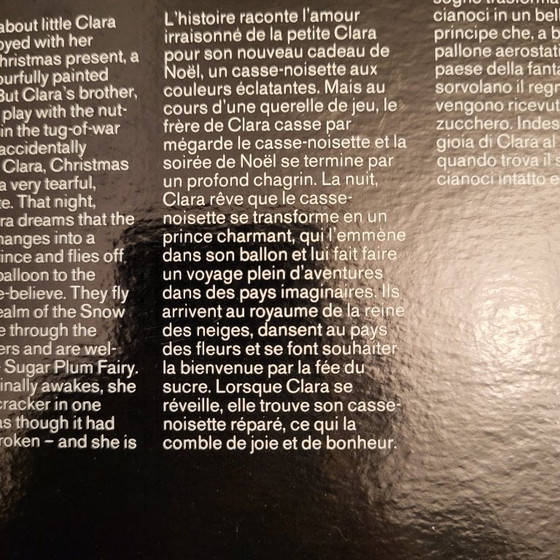 about little Clara
oyed with her
hristmas present, a
ourfully painted
But Clara's brother,
play with the nut-
in the tug-of-war
accidentally
Clara, Christmas
a very tearful,
te. That night,
ra dreams that the
hanges into a
ince and flies off
balloon to the
e-believe. They fly
ealm of the Snow
e through the
ers and are wel-
Sugar Plum Fairy.
inally awakes, she
cracker in one
as though it had
roken – and she is
L'histoire raconte l'amour
irraisonné de la petite Clara
pour son nouveau cadeau de
Noël, un casse-noisette aux
couleurs éclatantes. Mais au
cours d'une querelle de jeu, le
frère de Clara casse par
mégarde le casse-noisette et la
soirée de Noël se termine par
un profond chagrin. La nuit,
Clara rêve que le casse-
noisette se transforme en un
prince charmant, qui l'emmène
dans son ballon et lui fait faire
un voyage plein d'aventures
dans des pays imaginaires. Ils
arrivent au royaume de la reine
des neiges, dansent au pays
des fleurs et se font souhaiter
la bienvenue par la fée du
sucre. Lorsque Clara se
réveille, elle trouve son casse-
noisette réparé, ce qui la
comble de joie et de bonheur.
sogno trasforma
cianoci in un bel
principe che, a b
pallone aerostat
paese della fanta
sorvolano il regn
vengono ricevu
zucchero. Indes
gioia di Clara al
quando trova il s
cianoci intatto e